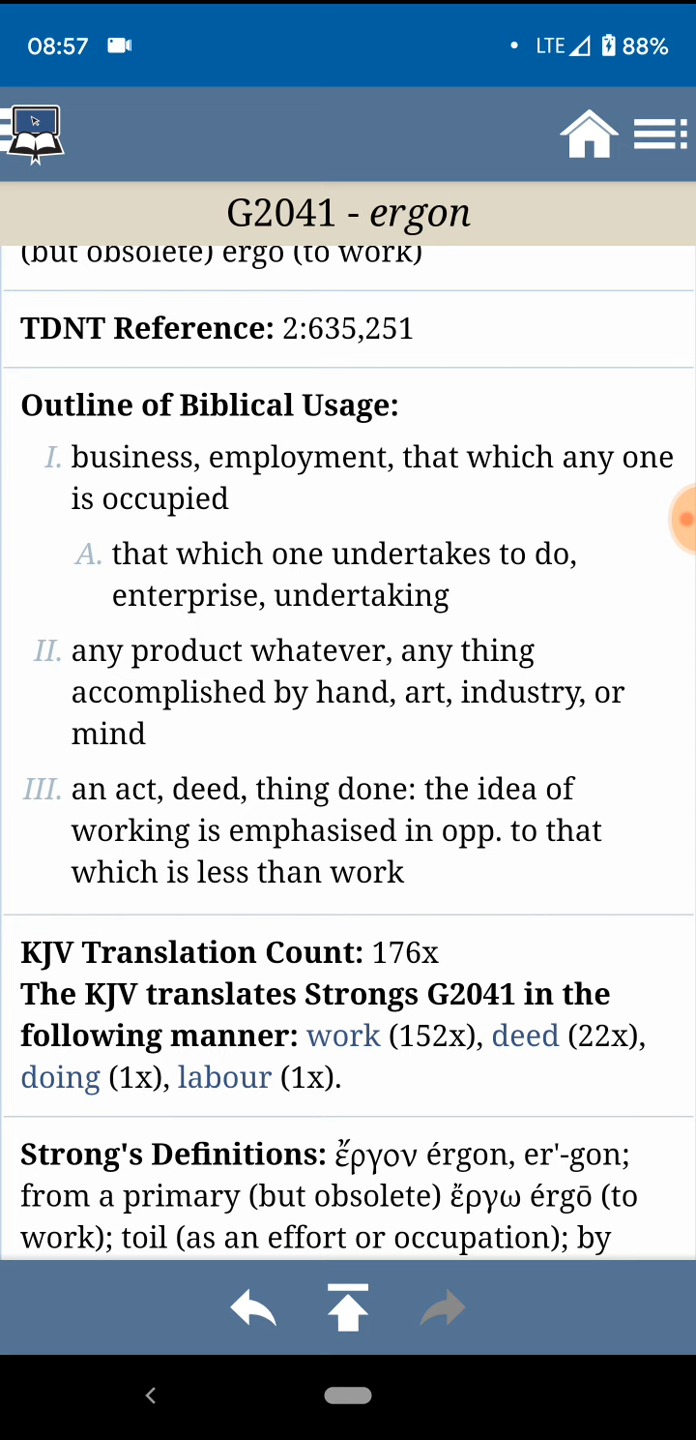 08:57
LTE 88%
G2041 - ergon
(but obsolete) ergo (to work)
TDNT Reference: 2:635,251
Outline of Biblical Usage:
I. business, employment, that which any one
is occupied
A. that which one undertakes to do,
enterprise, undertaking
II. any product whatever, any thing
accomplished by hand, art, industry, or
mind
III. an act, deed, thing done: the idea of
working is emphasised in opp. to that
which is less than work
KJV Translation Count: 176x
The KJV translates Strongs G2041 in the
following manner: work (152x), deed (22x),
doing (1x), labour (1x).
Strong's Definitions: ἔργον érgon, er'-gon;
from a primary (but obsolete) ἔργω érgō (to
work); toil (as an effort or occupation); by